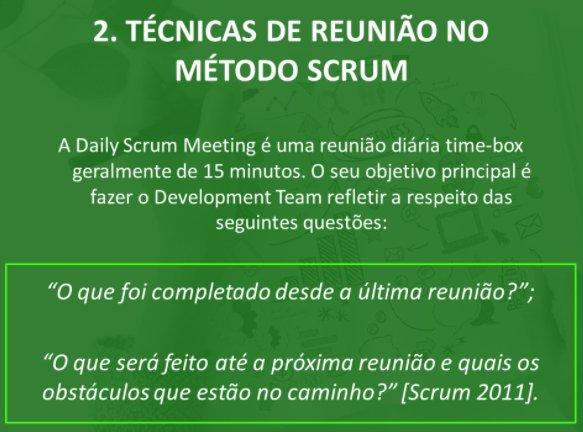 2. TÉCNICAS DE REUNIÃO NO
MÉTODO SCRUM
A Daily Scrum Meeting é uma reunião diária time-box
geralmente de 15 minutos. O seu objetivo principal é
fazer o Development Team refletir a respeito das
seguintes questões:
“O que foi completado desde a última reunião?”;
“O que será feito até a próxima reunião e quais os
obstáculos que estão no caminho?” [Scrum 2011].